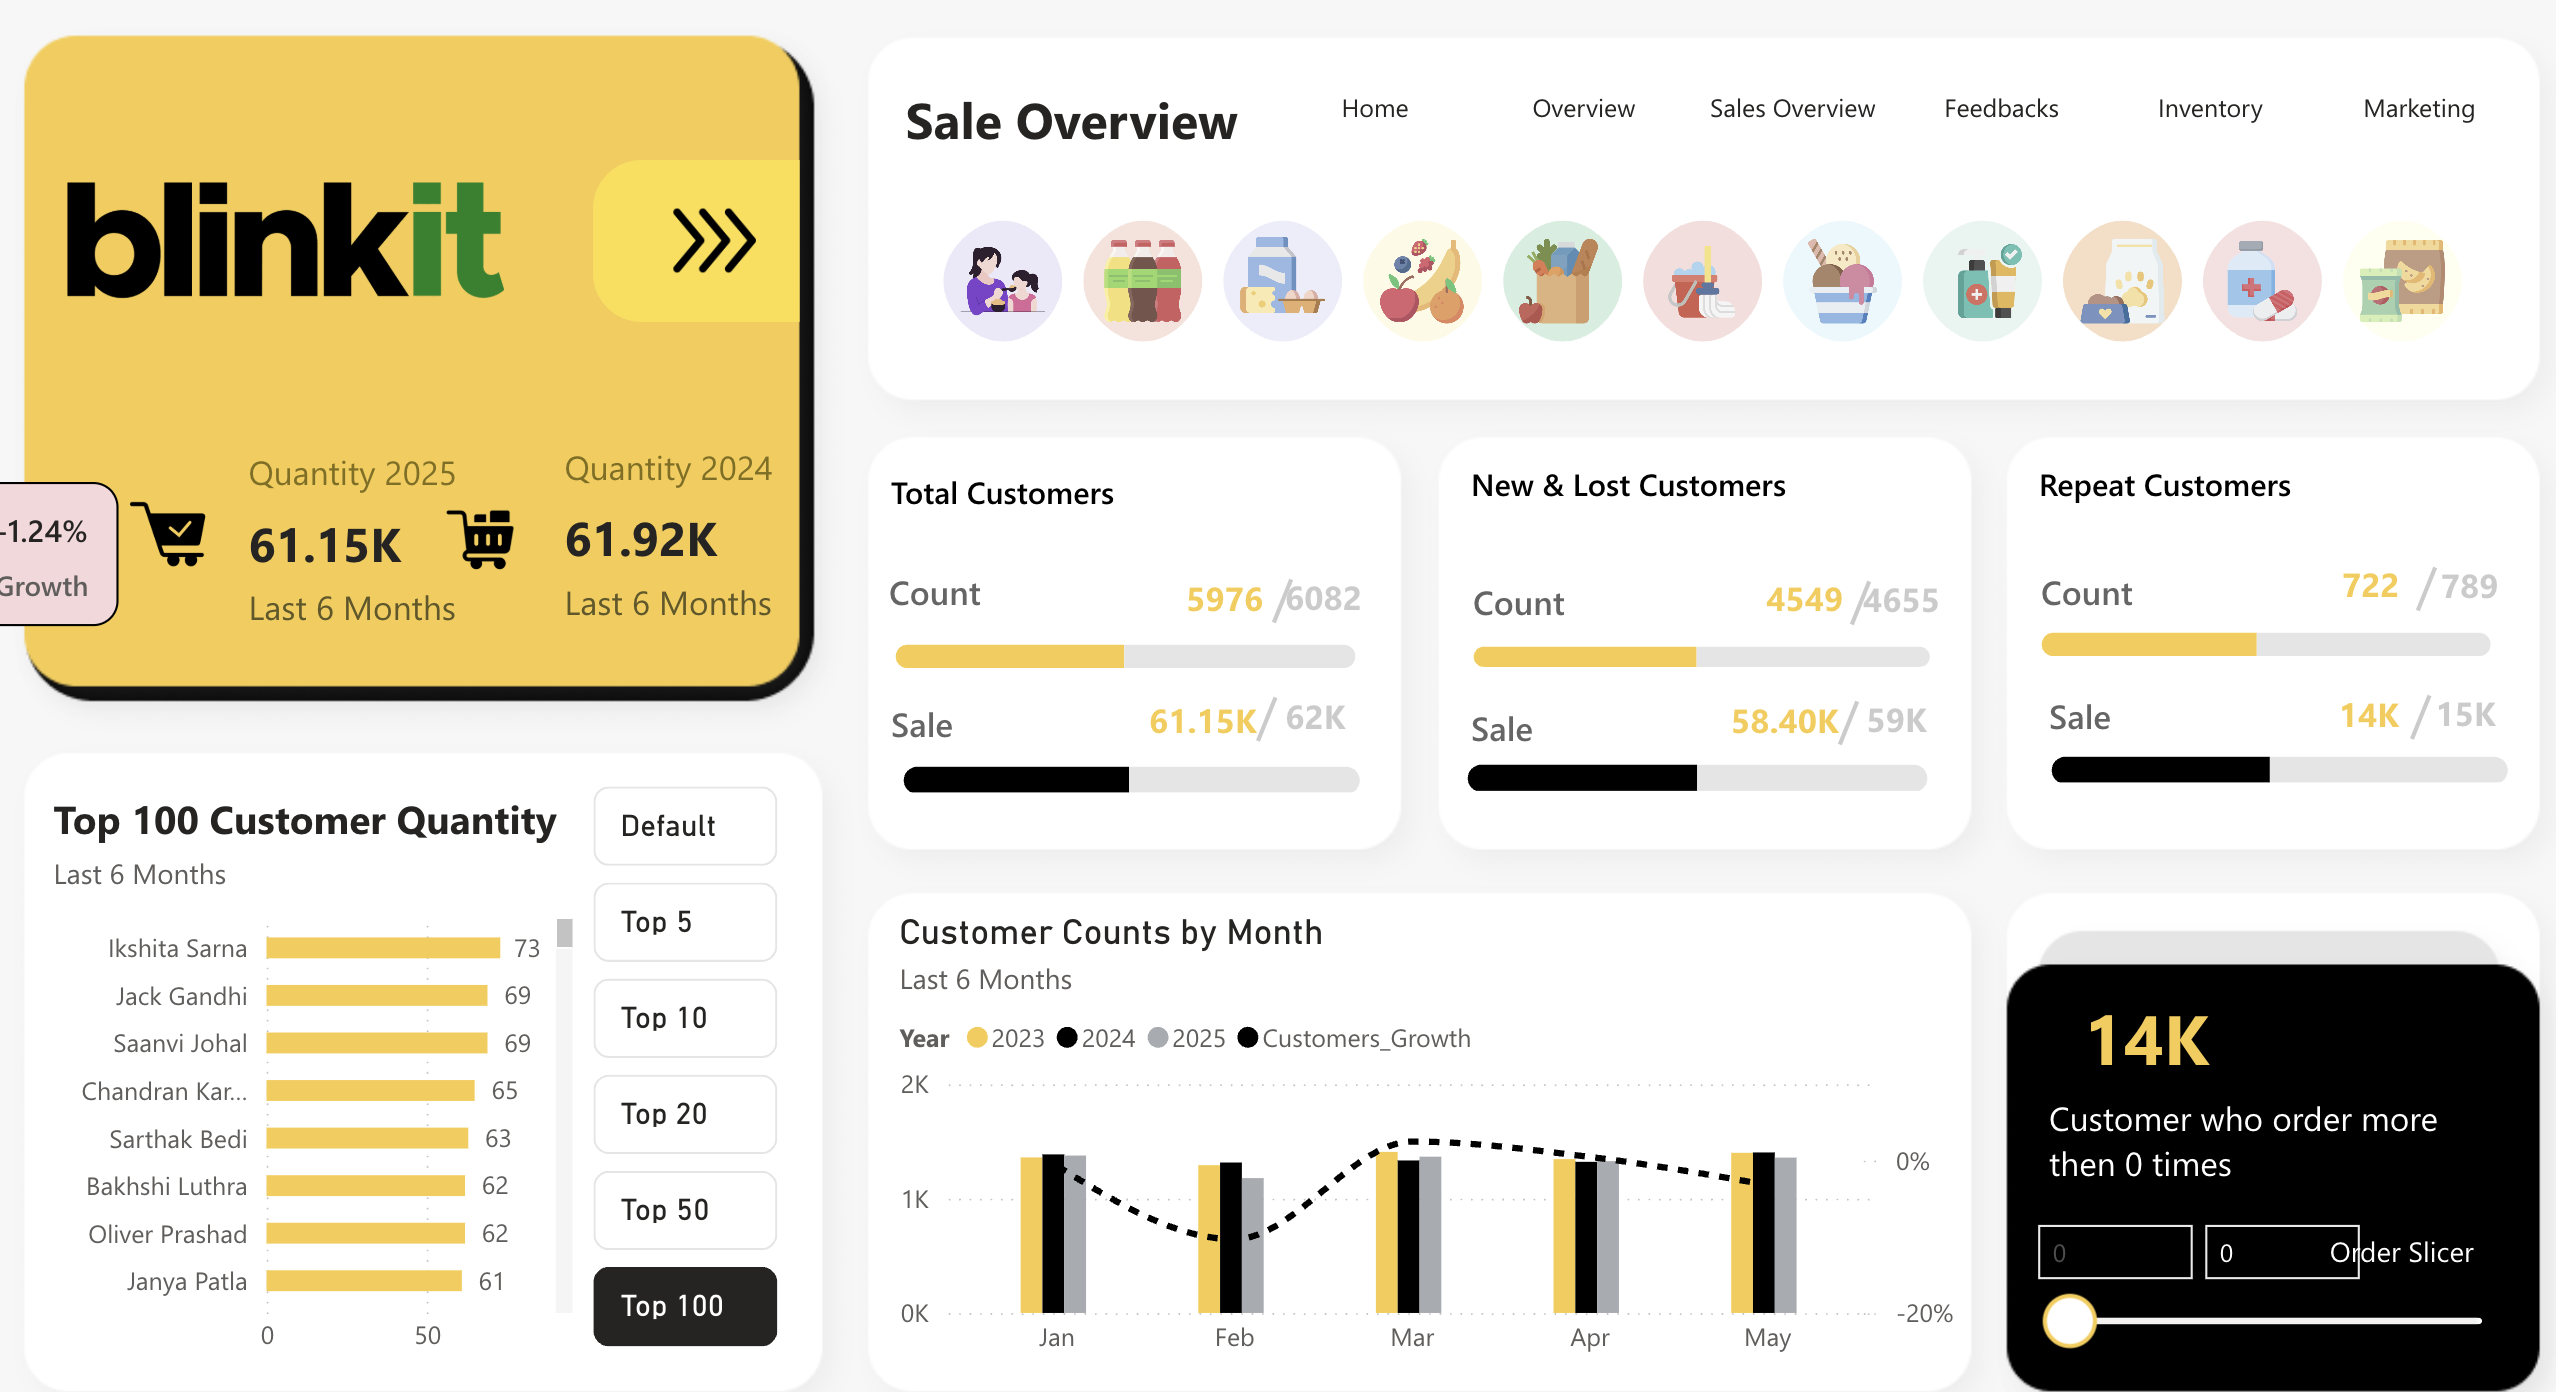 blinkit
Quantity 2025
61.15K
Last 6 Months
Quantity 2024
61.92K
Last 6 Months
-1.24%
Growth
Sale Overview
Home
Overview
Sales Overview
Feedbacks
Inventory
Marketing
Total Customers
Count
5976 /6082
Sale
61.15K/ 62K
New & Lost Customers
Count
4549 /4655
Sale
58.40K/ 59K
Repeat Customers
Count
722 /789
Sale
14K /15K
Top 100 Customer Quantity
Last 6 Months
Ikshita Sarna 73
Jack Gandhi 69
Saanvi Johal 69
Chandran Kar... 65
Sarthak Bedi 63
Bakhshi Luthra 62
Oliver Prashad 62
Janya Patla 61
0 50
Default
Top 5
Top 10
Top 20
Top 50
Top 100
Customer Counts by Month
Last 6 Months
Year 2023 2024 2025 Customers_Growth
2K
1K
0K
0%
-20%
Jan Feb Mar Apr May
14K
Customer who order more
then 0 times
0
0
Order Slicer